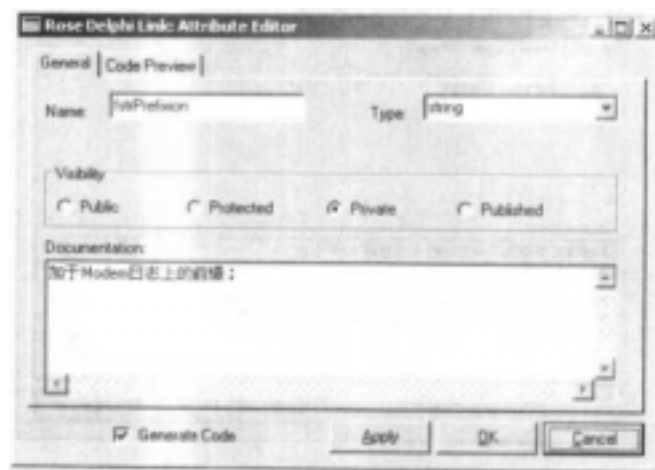 Rose Delphi Link: Attribute Editor
General Code Preview
Name: Type: string
Visibility
Public Protected Private Published
Documentation:
加于Modem日志上的前缀；
Generate Code Apply OK Cancel